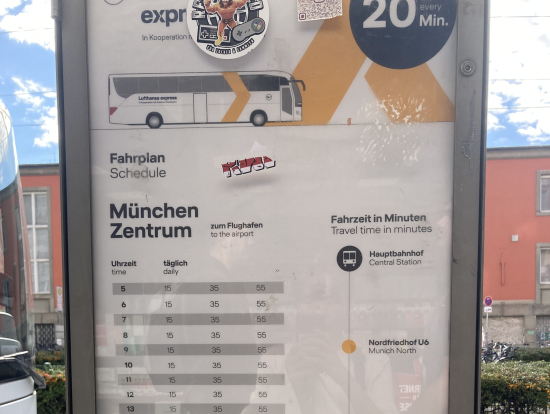 expr
In Kooperation
20
every
Min.
Lufthansa express
Fahrplan
Schedule
München
Zentrum
zum Flughafen
to the airport
Fahrzeit in Minuten
Travel time in minutes
Uhrzeit
time
täglich
daily
Hauptbahnhof
Central Station
5 15 35 55
6 15 35 55
7 15 35 55
8 15 35 55
9 15 35 55
10 15 35 55
11 15 35 55
12 15 35 55
13 15 35 55
Nordfriedhof U6
Munich North